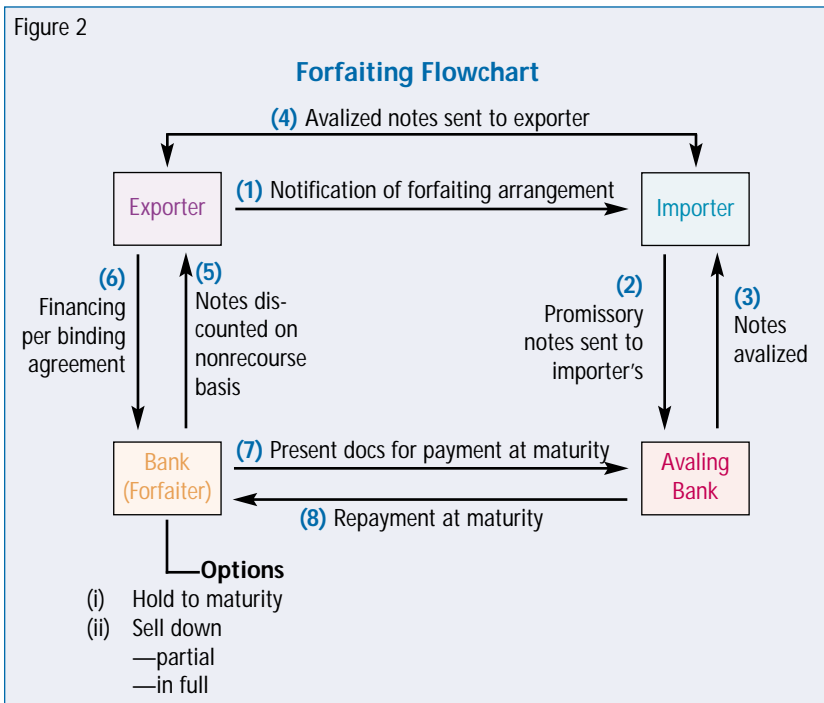 Figure 2
Forfaiting Flowchart
(4) Avalized notes sent to exporter
Exporter
(1) Notification of forfaiting arrangement
Importer
(6)
Financing
per binding
agreement
(5)
Notes dis-
counted on
nonrecourse
basis
(2)
Promissory
notes sent to
importer's
(3)
Notes
avalized
Bank
(Forfaiter)
(7) Present docs for payment at maturity
Avaling
Bank
(8) Repayment at maturity
Options
(i) Hold to maturity
(ii) Sell down
—partial
—in full